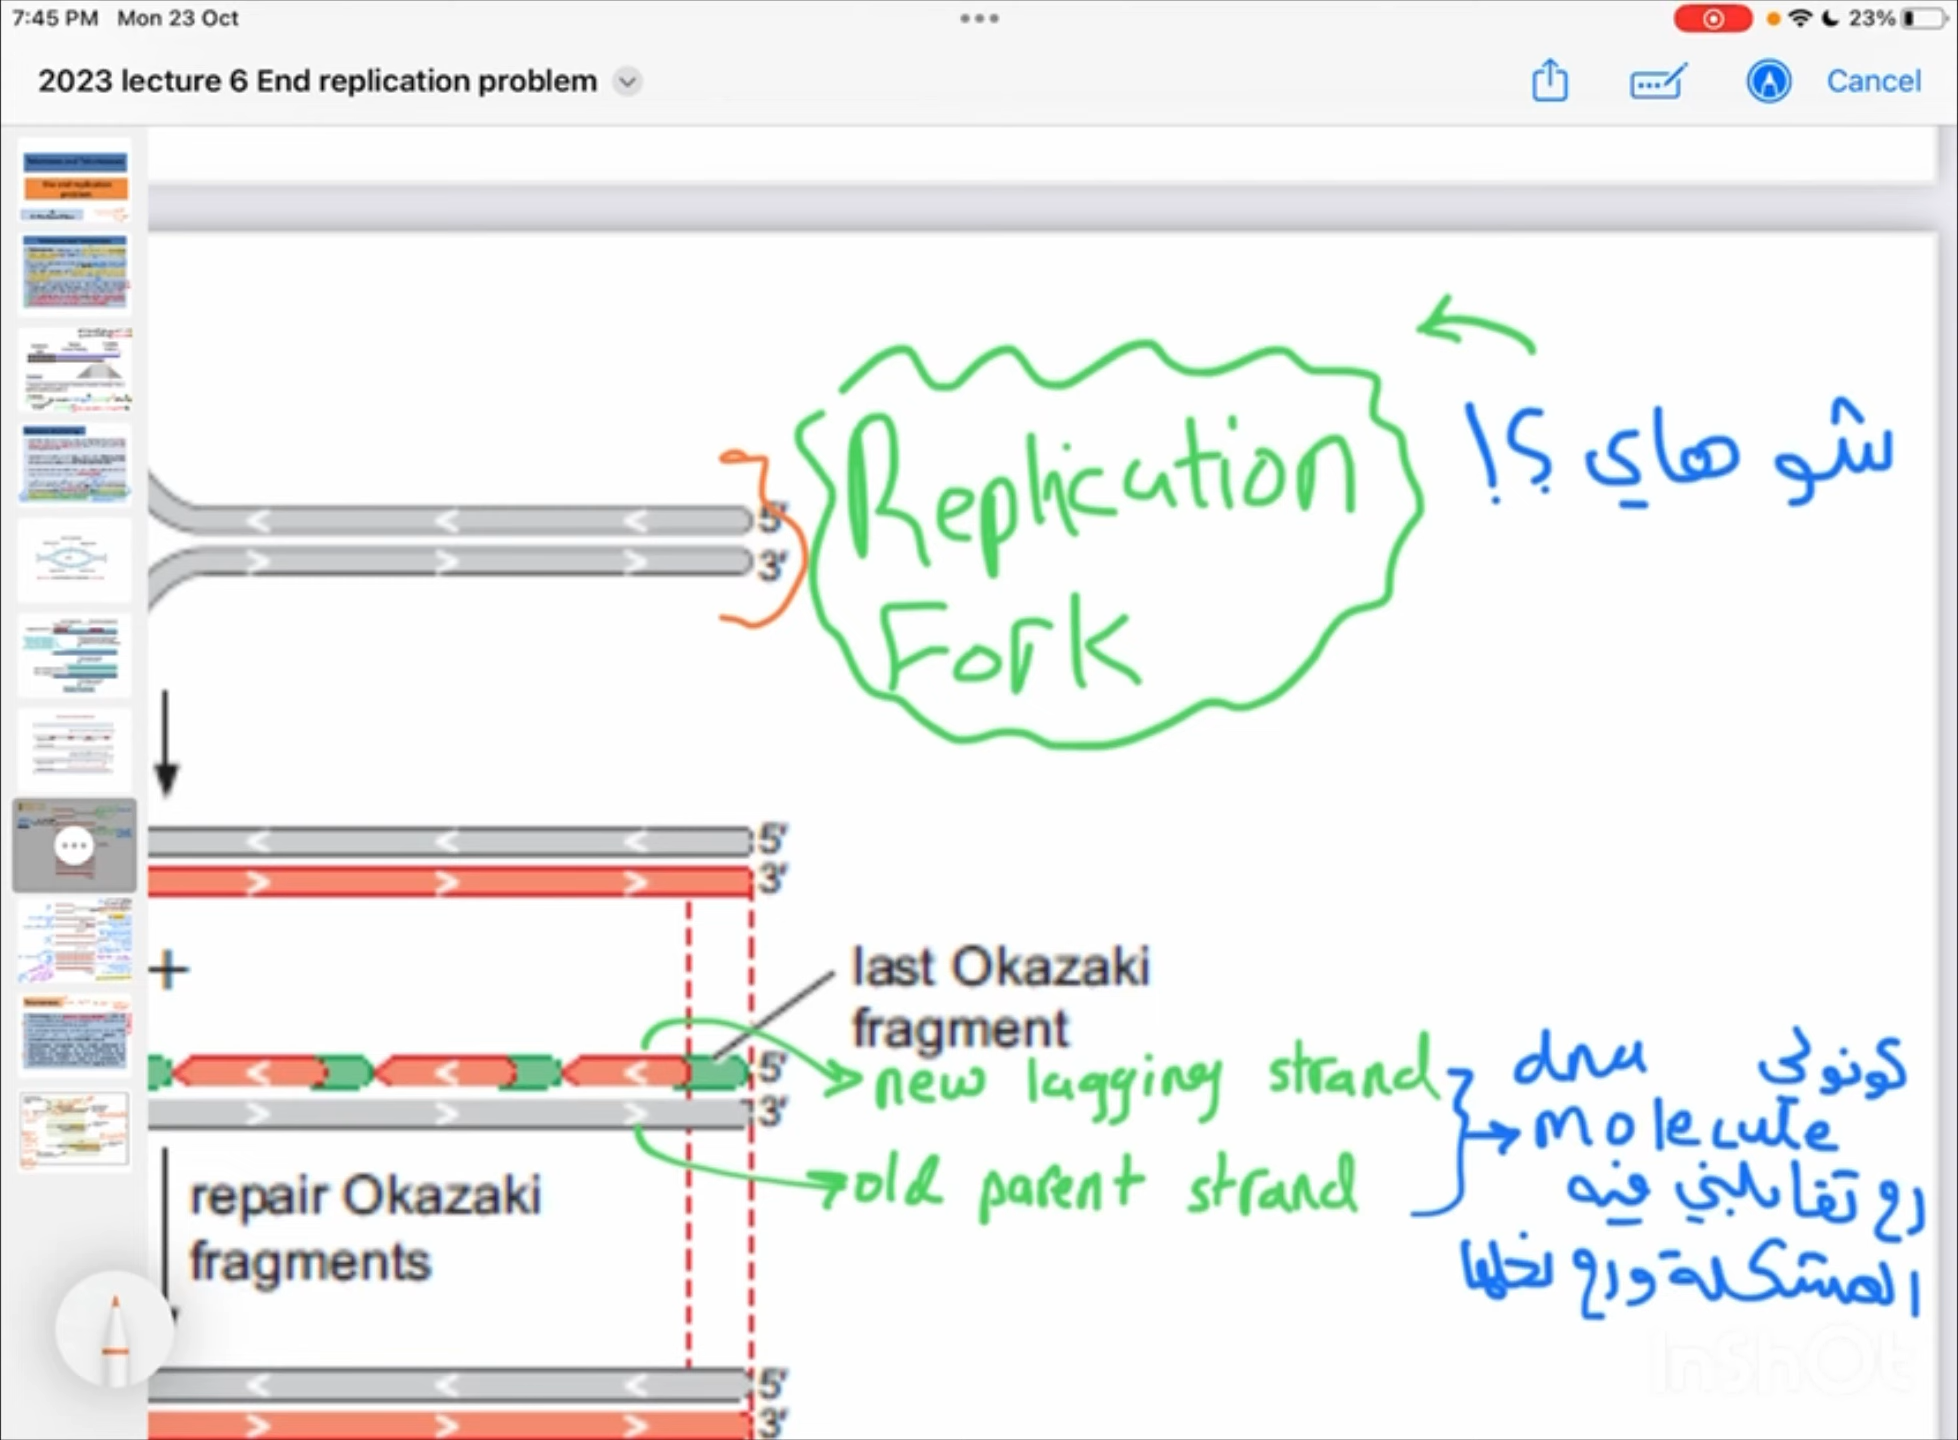 7:45 PM Mon 23 Oct
23%
2023 lecture 6 End replication problem
Cancel
شو هاي ؟!
Replication
Fork
5'
3'
5'
3'
+
last Okazaki
fragment
5'
3'
new lagging strand
old parent strand
كونولي dna
molecule
رح تقابلني فيه
المشكلة ورح نحلها
repair Okazaki
fragments
5'
3'
InShOt